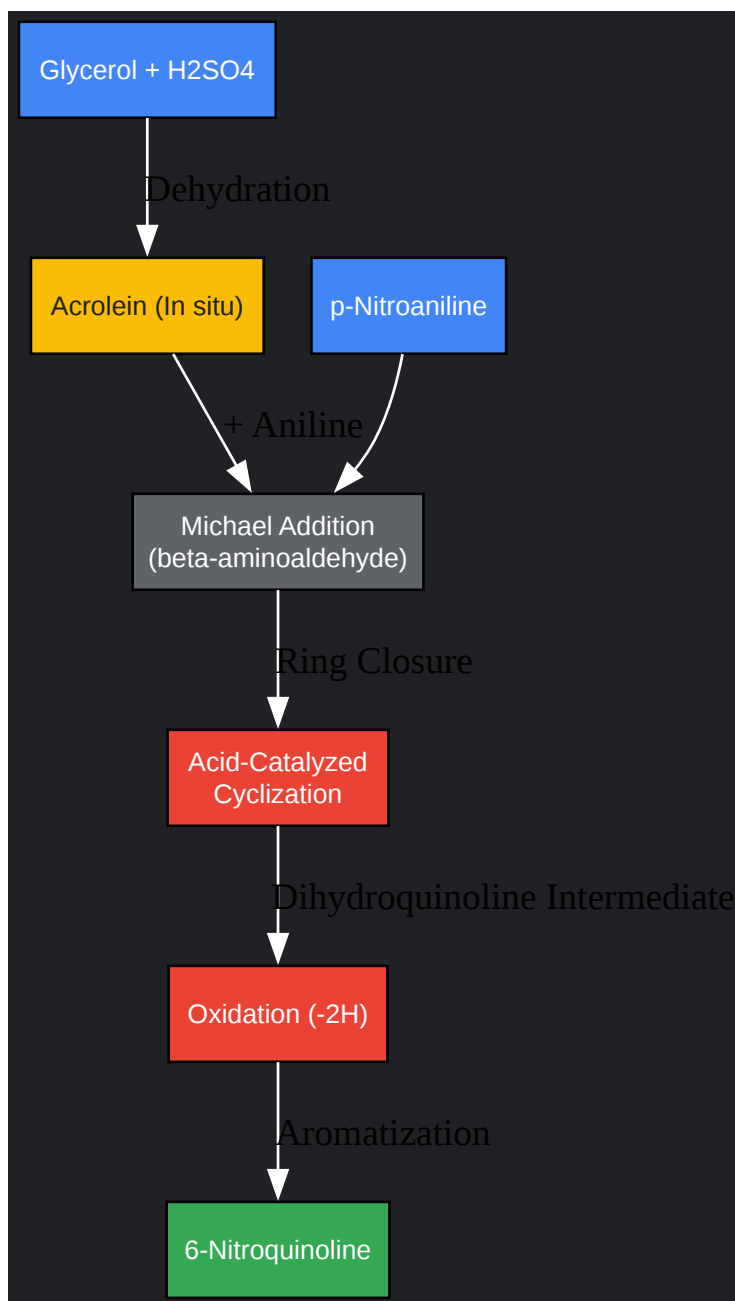 Glycerol + H2SO4
Dehydration
Acrolein (In situ)
p-Nitroaniline
+ Aniline
Michael Addition
(beta-aminoaldehyde)
Ring Closure
Acid-Catalyzed
Cyclization
Dihydroquinoline Intermediate
Oxidation (-2H)
Aromatization
6-Nitroquinoline